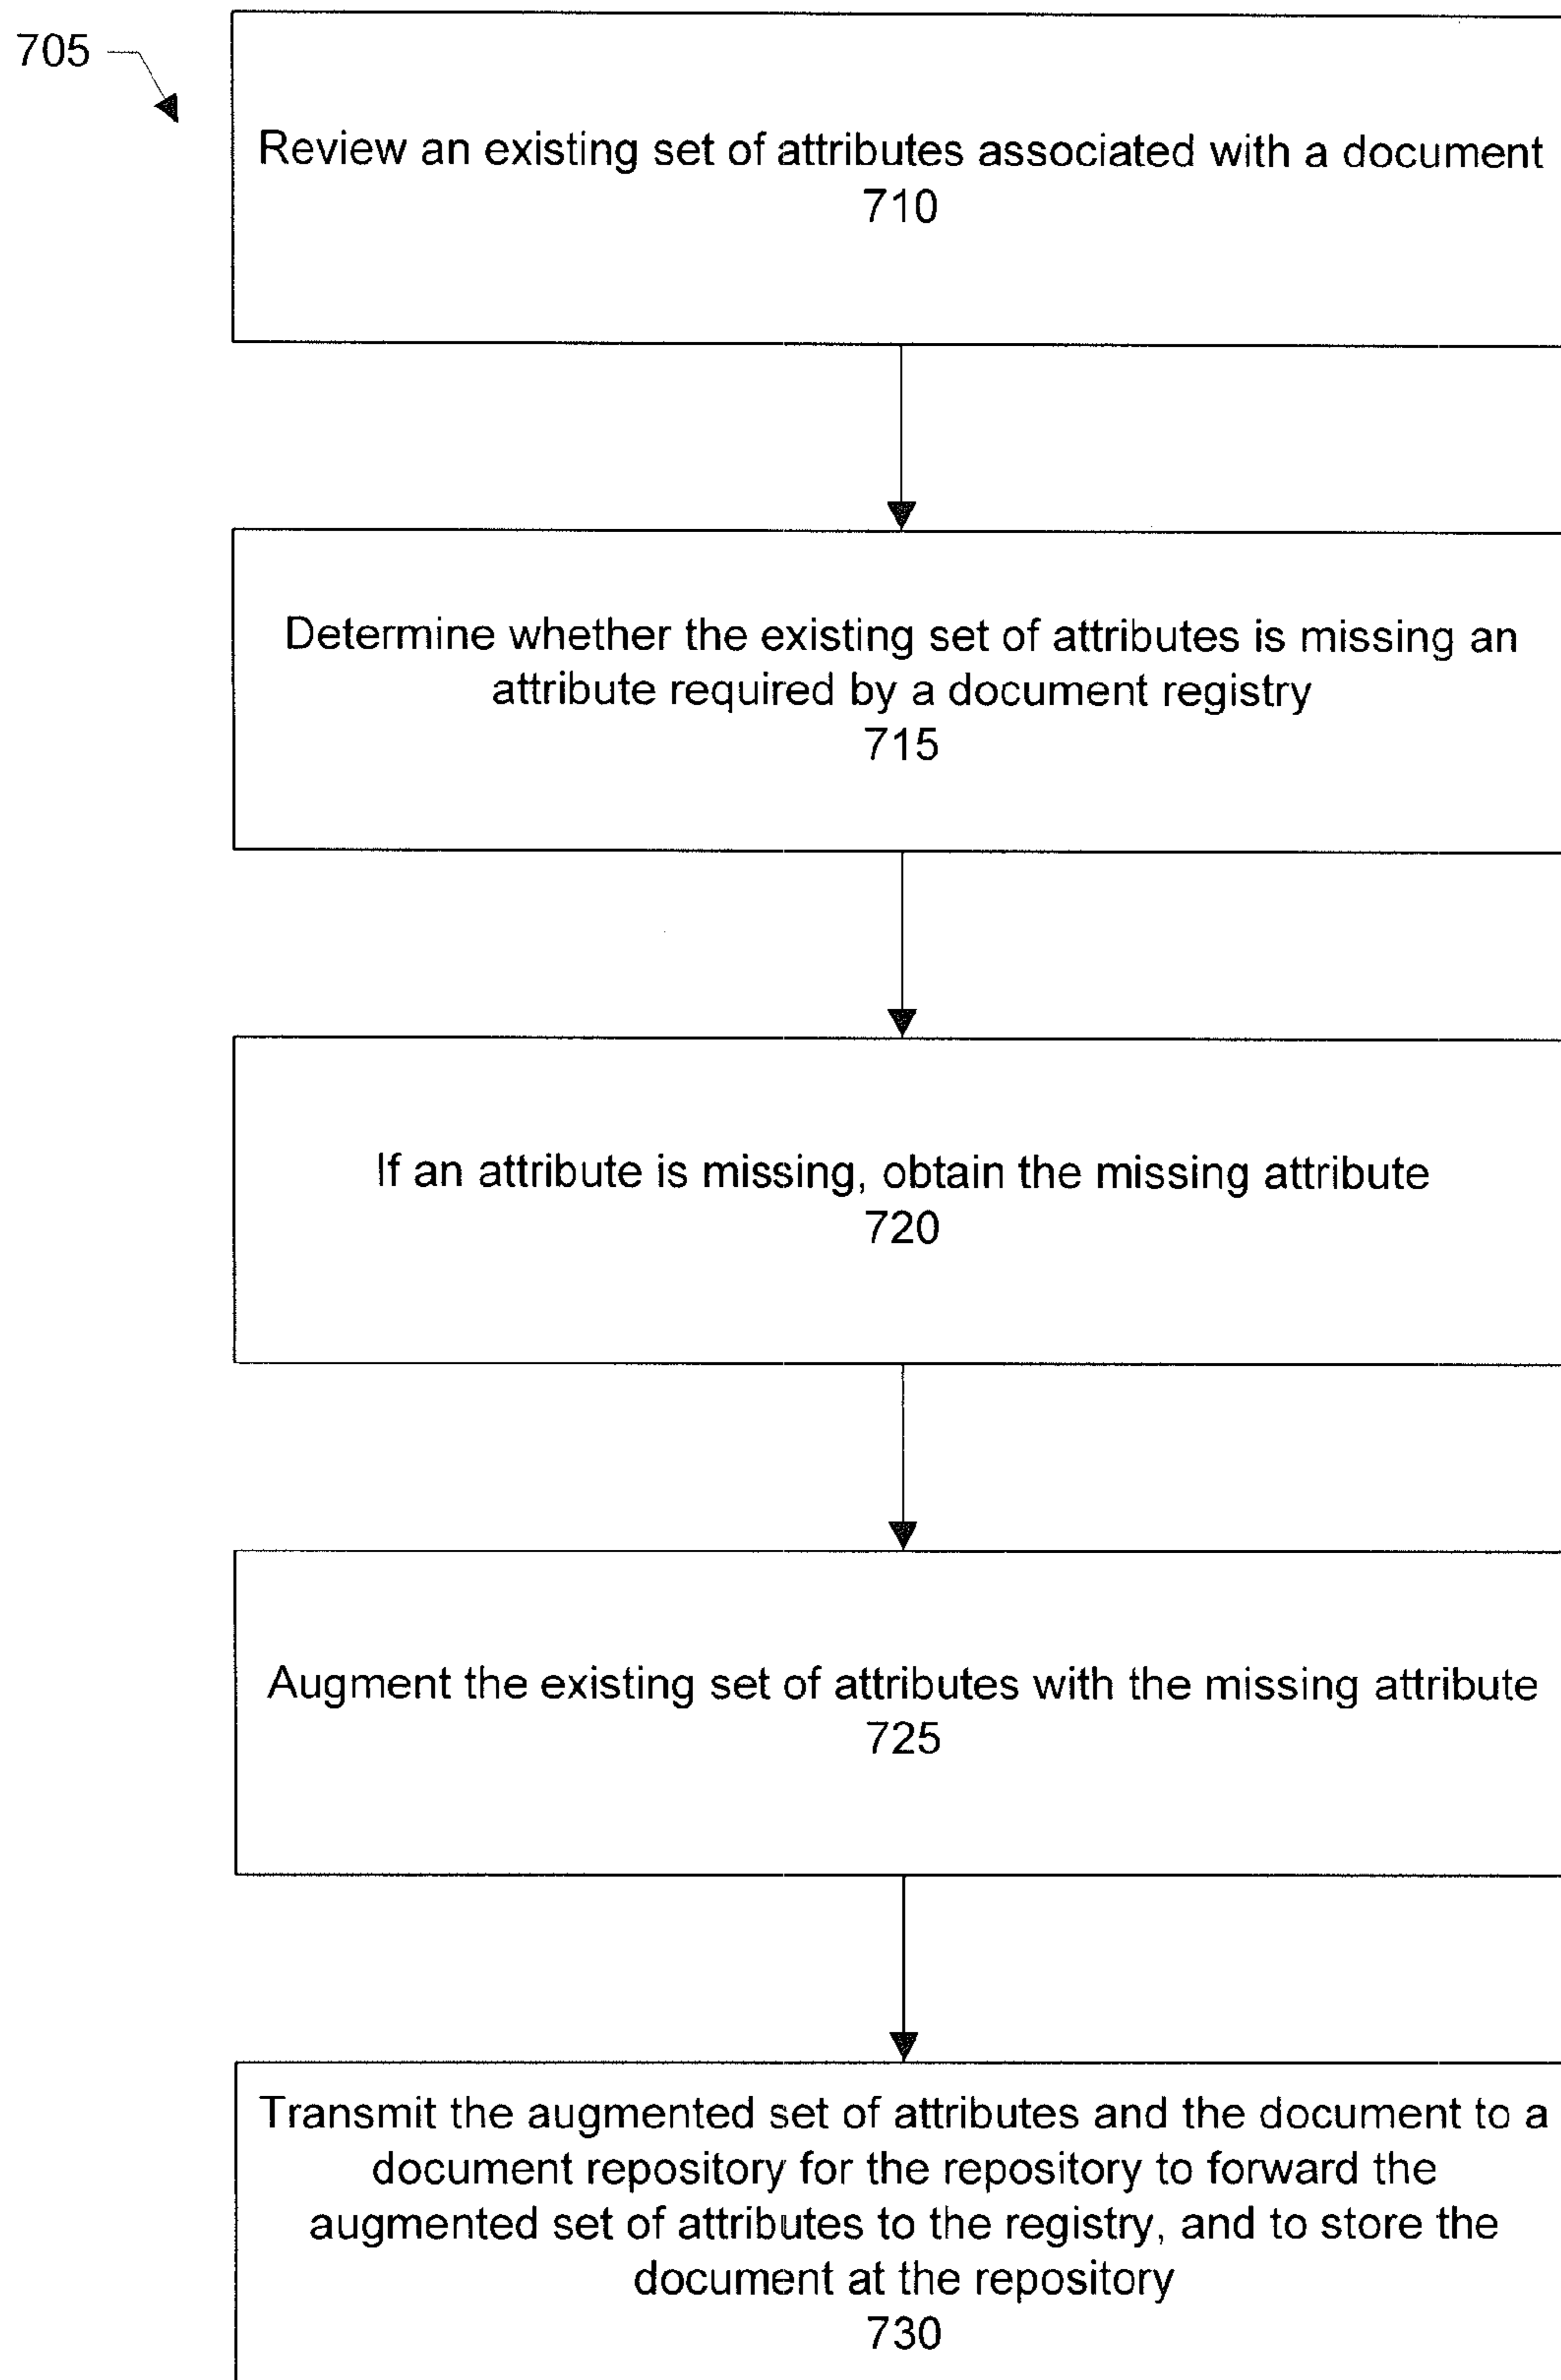 705
Review an existing set of attributes associated with a document
710
Determine whether the existing set of attributes is missing an
attribute required by a document registry
715
If an attribute is missing, obtain the missing attribute
720
Augment the existing set of attributes with the missing attribute
725
Transmit the augmented set of attributes and the document to a
document repository for the repository to forward the
augmented set of attributes to the registry, and to store the
document at the repository
730